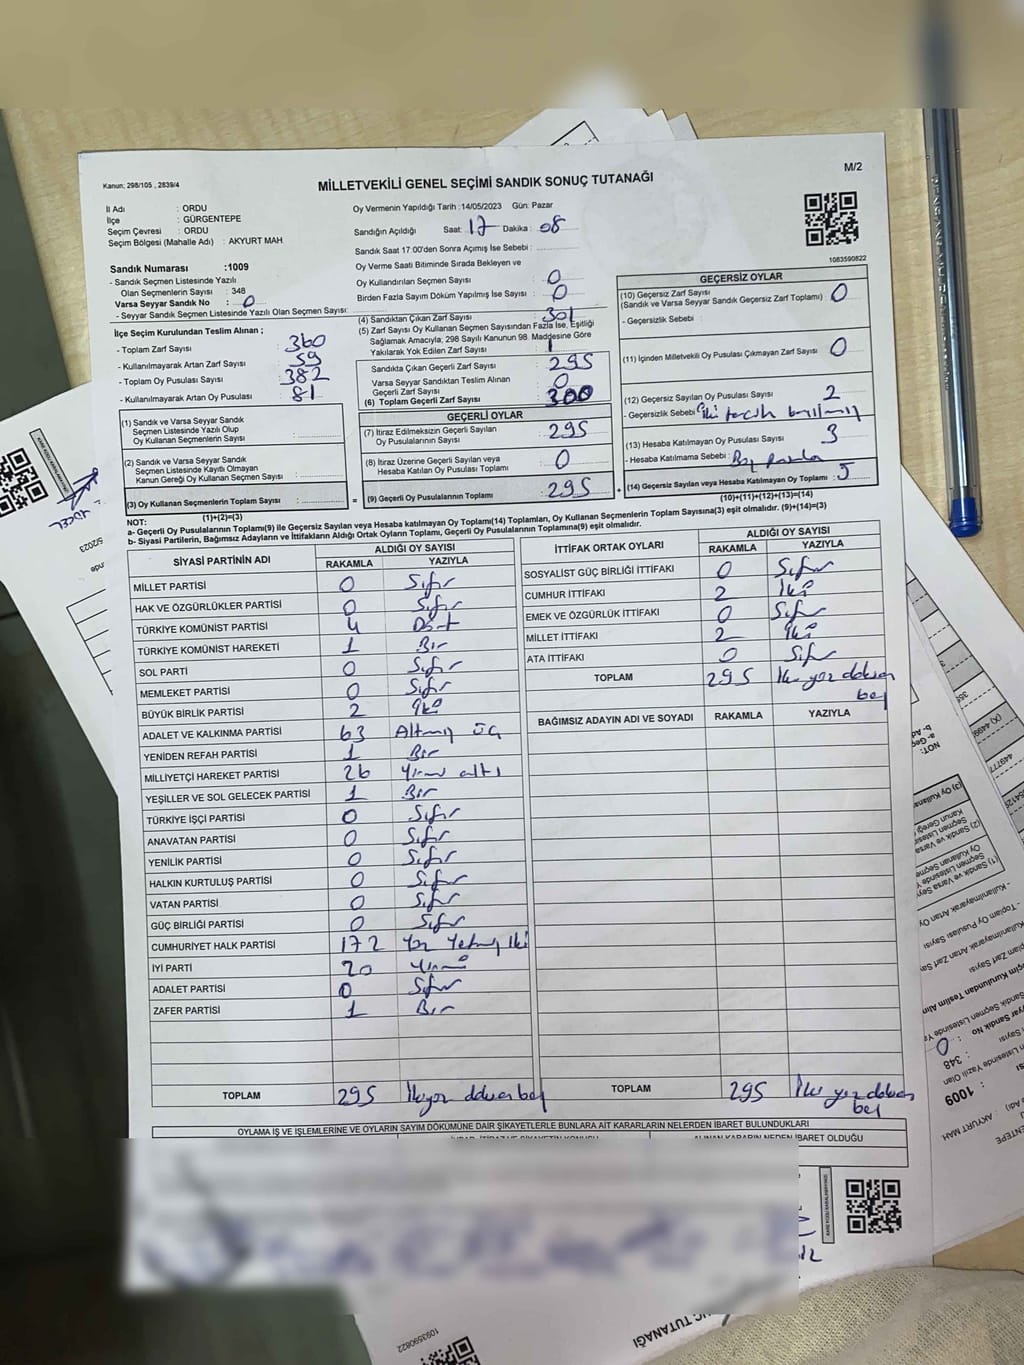 Kanun; 298/105 , 2839/4
MİLLETVEKİLİ GENEL SEÇİMİ SANDIK SONUÇ TUTANAĞI
M/2
İl Adı : ORDU
İlçe : GÜRGENTEPE
Seçim Çevresi : ORDU
Seçim Bölgesi (Mahalle Adı) : AKYURT MAH
Oy Vermenin Yapıldığı Tarih :14/05/2023 Gün: Pazar
Sandığın Açıldığı Saat: 17 Dakika : 08
Sandık Saat 17:00'den Sonra Açımış İse Sebebi :
1083590822
Sandık Numarası :1009
- Sandık Seçmen Listesinde Yazılı
Olan Seçmenlerin Sayısı : 348
Varsa Seyyar Sandık No : 0
- Seyyar Sandık Seçmen Listesinde Yazılı Olan Seçmen Sayısı:
Oy Verme Saati Bitiminde Sırada Bekleyen ve
Oy Kullandırılan Seçmen Sayısı : 0
Birden Fazla Sayım Döküm Yapılmış İse Sayısı : 0
İlçe Seçim Kurulundan Teslim Alınan ;
- Toplam Zarf Sayısı : 360
- Kullanılmayarak Artan Zarf Sayısı : 59
- Toplam Oy Pusulası Sayısı : 382
- Kullanılmayarak Artan Oy Pusulası : 81
(1) Sandık ve Varsa Seyyar Sandık
Seçmen Listesinde Yazılı Olup
Oy Kullanan Seçmenlerin Sayısı :
(2) Sandık ve Varsa Seyyar Sandık
Seçmen Listesinde Kayıtlı Olmayan
Kanun Gereği Oy Kullanan Seçmen Sayısı :
(3) Oy Kullanan Seçmenlerin Toplam Sayısı :
(1)+(2)=(3)
(4) Sandıktan Çıkan Zarf Sayısı : 301
(5) Zarf Sayısı Oy Kullanan Seçmen Sayısından Fazla İse, Eşitliği
Sağlamak Amacıyla; 298 Sayılı Kanunun 98. Maddesine Göre
Yakılarak Yok Edilen Zarf Sayısı : 1
Sandıkta Çıkan Geçerli Zarf Sayısı : 295
Varsa Seyyar Sandıktan Teslim Alınan
Geçerli Zarf Sayısı : 0
(6) Toplam Geçerli Zarf Sayısı : 300
GEÇERLİ OYLAR
(7) İtiraz Edilmeksizin Geçerli Sayılan
Oy Pusulalarının Sayısı : 295
(8) İtiraz Üzerine Geçerli Sayılan veya
Hesaba Katılan Oy Pusulası Toplamı : 0
= (9) Geçerli Oy Pusulalarının Toplamı : 295 +
GEÇERSİZ OYLAR
(10) Geçersiz Zarf Sayısı
(Sandık ve Varsa Seyyar Sandık Geçersiz Zarf Toplamı) : 0
- Geçersizlik Sebebi :
(11) İçinden Milletvekili Oy Pusulası Çıkmayan Zarf Sayısı : 0
(12) Geçersiz Sayılan Oy Pusulası Sayısı : 2
- Geçersizlik Sebebi : iki tercih
(13) Hesaba Katılmayan Oy Pusulası Sayısı : 3
- Hesaba Katılmama Sebebi :
(14) Geçersiz Sayılan veya Hesaba Katılmayan Oy Toplamı : 5
(10)+(11)+(12)+(13)=(14)
NOT:
a- Geçerli Oy Pusulalarının Toplamı(9) ile Geçersiz Sayılan veya Hesaba katılmayan Oy Toplamı(14) Toplamları, Oy Kullanan Seçmenlerin Toplam Sayısına(3) eşit olmalıdır. (9)+(14)=(3)
b- Siyasi Partilerin, Bağımsız Adayların ve İttifakların Aldığı Ortak Oyların Toplamı, Geçerli Oy Pusulalarının Toplamına(9) eşit olmalıdır.
SİYASİ PARTİNİN ADI ALDIĞI OY SAYISI
RAKAMLA YAZIYLA
MİLLET PARTİSİ 0 Sıfır
HAK VE ÖZGÜRLÜKLER PARTİSİ 0 Sıfır
TÜRKİYE KOMÜNİST PARTİSİ 4 Dört
TÜRKİYE KOMÜNİST HAREKETİ 1 Bir
SOL PARTİ 0 Sıfır
MEMLEKET PARTİSİ 0 Sıfır
BÜYÜK BİRLİK PARTİSİ 2 iki
ADALET VE KALKINMA PARTİSİ 63 Altmış üç
YENİDEN REFAH PARTİSİ 1 Bir
MİLLİYETÇİ HAREKET PARTİSİ 26 Yirmi altı
YEŞİLLER VE SOL GELECEK PARTİSİ 1 Bir
TÜRKİYE İŞÇİ PARTİSİ 0 Sıfır
ANAVATAN PARTİSİ 0 Sıfır
YENİLİK PARTİSİ 0 Sıfır
HALKIN KURTULUŞ PARTİSİ 0 Sıfır
VATAN PARTİSİ 0 Sıfır
GÜÇ BİRLİĞİ PARTİSİ 0 Sıfır
CUMHURİYET HALK PARTİSİ 172 Yüz Yetmiş iki
İYİ PARTİ 20 Yirmi
ADALET PARTİSİ 0 Sıfır
ZAFER PARTİSİ 1 Bir
TOPLAM 295 İkiyüz doksan beş
İTTİFAK ORTAK OYLARI ALDIĞI OY SAYISI
RAKAMLA YAZIYLA
SOSYALİST GÜÇ BİRLİĞİ İTTİFAKI 0 Sıfır
CUMHUR İTTİFAKI 2 İki
EMEK VE ÖZGÜRLÜK İTTİFAKI 0 Sıfır
MİLLET İTTİFAKI 2 iki
ATA İTTİFAKI 0 Sıfır
TOPLAM 295 İki yüz doksan beş
BAĞIMSIZ ADAYIN ADI VE SOYADI RAKAMLA YAZIYLA
TOPLAM 295 İki yüz doksan beş
OYLAMA İŞ VE İŞLEMLERİNE VE OYLARIN SAYIM DÖKÜMÜNE DAİR ŞİKAYETLERLE BUNLARA AİT KARARLARIN NELERDEN İBARET BULUNDUKLARI
ALINAN KARARIN NEDEN İBARET OLDUĞU
TUTANAĞI
1093590822
1009
: 348